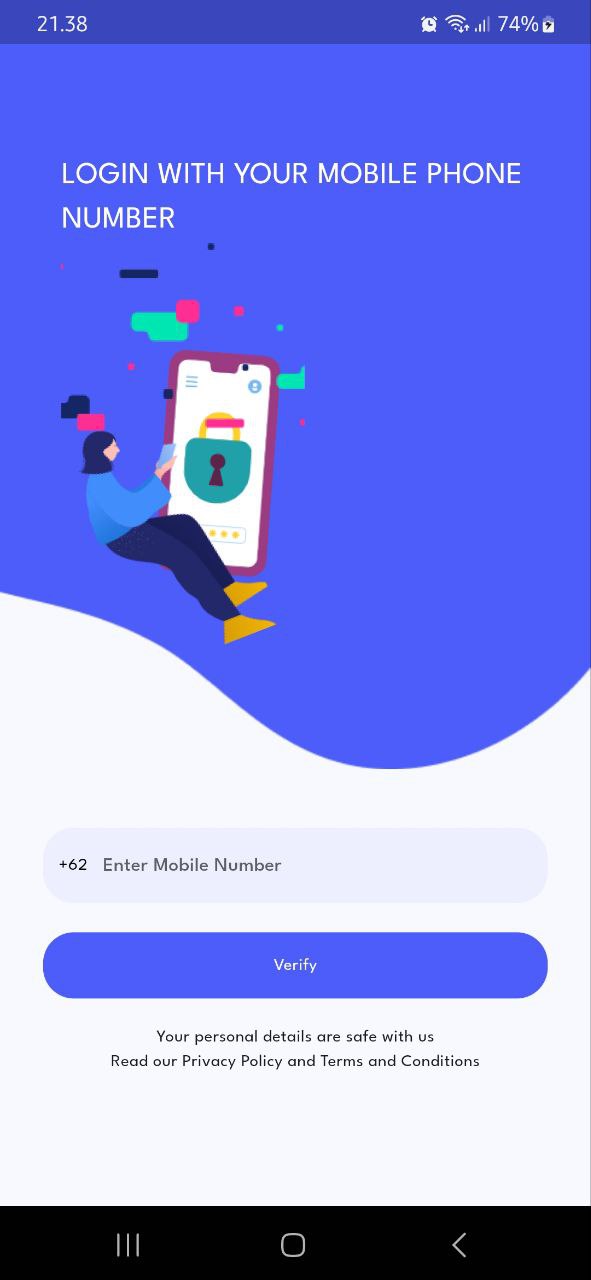 21.38
74%
LOGIN WITH YOUR MOBILE PHONE
NUMBER
+62 Enter Mobile Number
Verify
Your personal details are safe with us
Read our Privacy Policy and Terms and Conditions